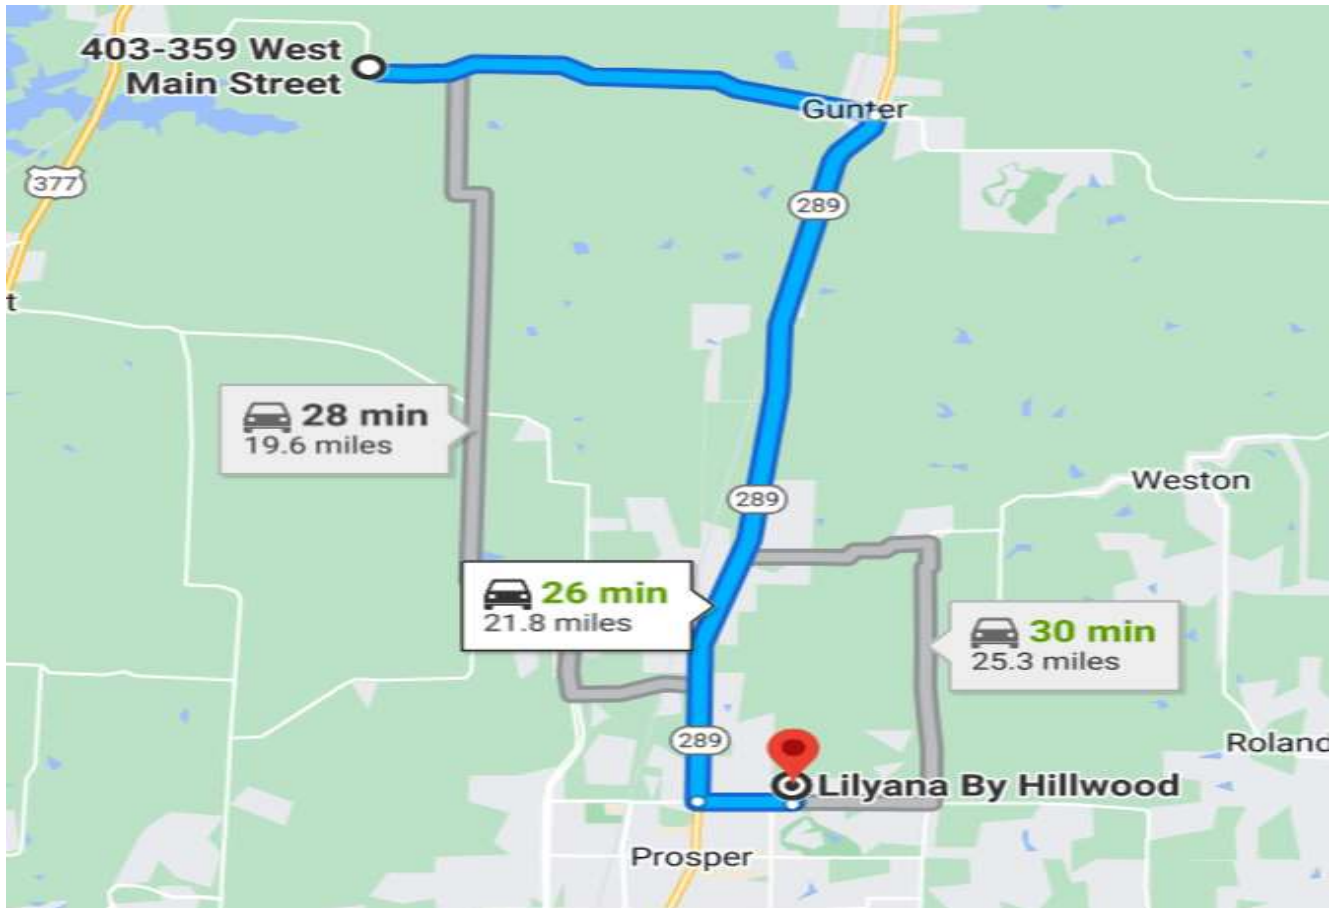 403-359 West
Main Street
Gunter
377
289
t
28 min
19.6 miles
Weston
289
26 min
21.8 miles
30 min
25.3 miles
289
Roland
Lilyana By Hillwood
Prosper